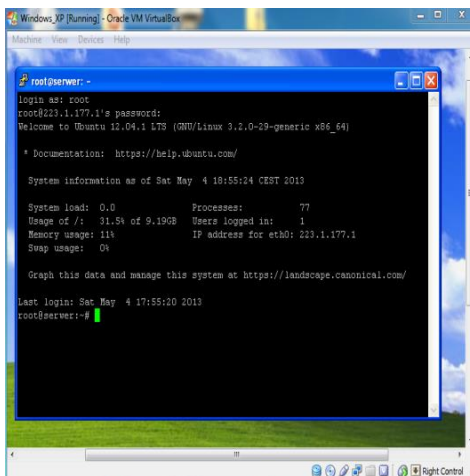 Windows_XP [Running] - Oracle VM VirtualBox
Machine View Devices Help
root@serwer: ~
login as: root
root@223.1.177.1's password:
Welcome to Ubuntu 12.04.1 LTS (GNU/Linux 3.2.0-29-generic x86_64)
* Documentation: https://help.ubuntu.com/
System information as of Sat May 4 18:55:24 CEST 2013
System load: 0.0 Processes: 77
Usage of /: 31.5% of 9.19GB Users logged in: 1
Memory usage: 11% IP address for eth0: 223.1.177.1
Swap usage: 0%
Graph this data and manage this system at https://landscape.canonical.com/
Last login: Sat May 4 17:55:20 2013
root@serwer:~#
Right Control